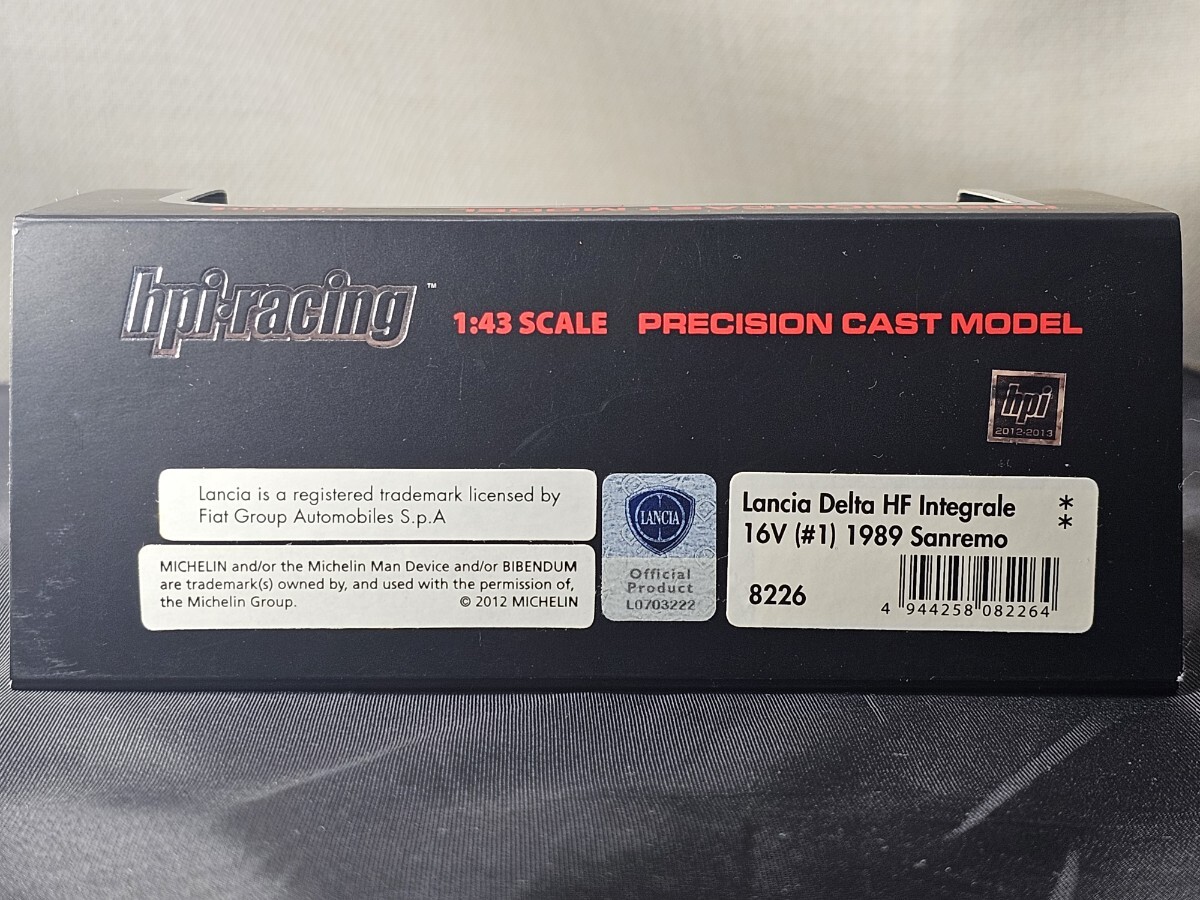 hpi·racing™
1:43 SCALE PRECISION CAST MODEL
hpi
2012-2013
Lancia is a registered trademark licensed by
Fiat Group Automobiles S.p.A
MICHELIN and/or the Michelin Man Device and/or BIBENDUM
are trademark(s) owned by, and used with the permission of,
the Michelin Group. © 2012 MICHELIN
LANCIA
Official
Product
L0703222
Lancia Delta HF Integrale *
16V (#1) 1989 Sanremo *
8226
4 944258 082264